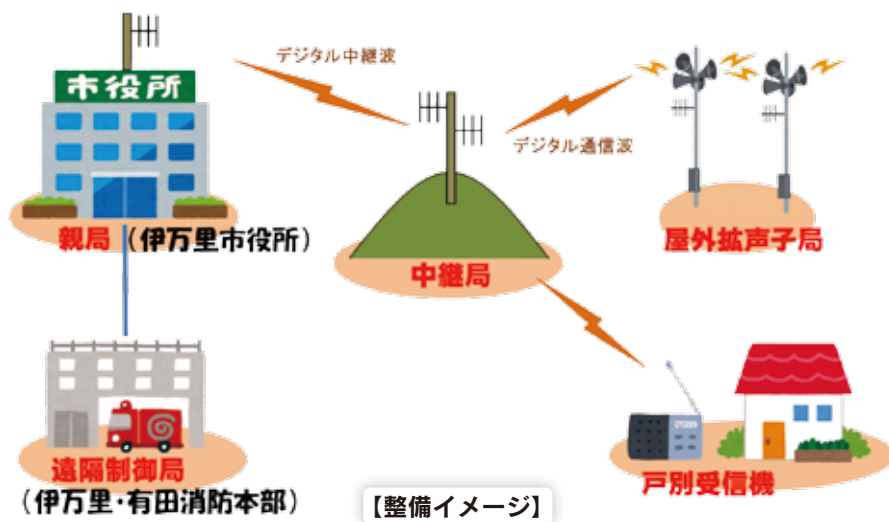 市役所
デジタル中継波
デジタル通信波
親局(伊万里市役所)
中継局
屋外拡声子局
遠隔制御局
(伊万里・有田消防本部)
戸別受信機
【整備イメージ】